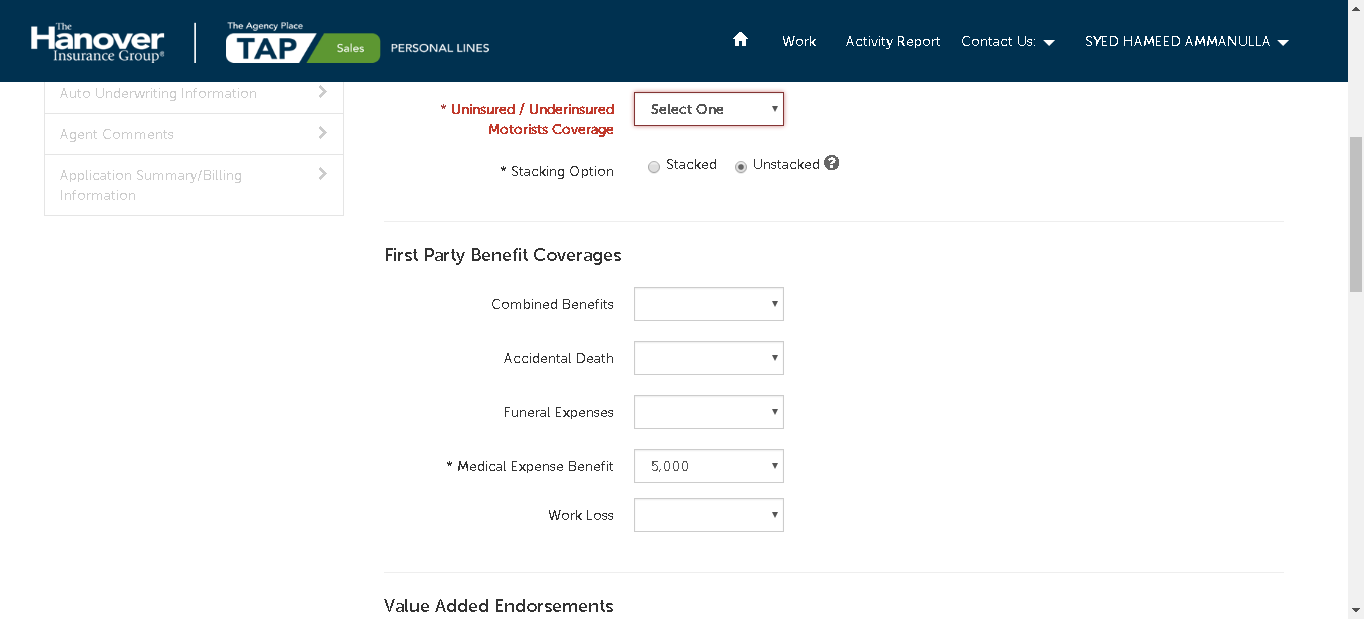 The
Hanover
Insurance Group®
The Agency Place
TAP Sales PERSONAL LINES
Work
Activity Report
Contact Us:
SYED HAMEED AMMANULLA
Auto Underwriting Information
Agent Comments
Application Summary/Billing
Information
* Uninsured / Underinsured
Motorists Coverage
Select One
* Stacking Option
Stacked
Unstacked ?
First Party Benefit Coverages
Combined Benefits
Accidental Death
Funeral Expenses
* Medical Expense Benefit
5,000
Work Loss
Value Added Endorsements